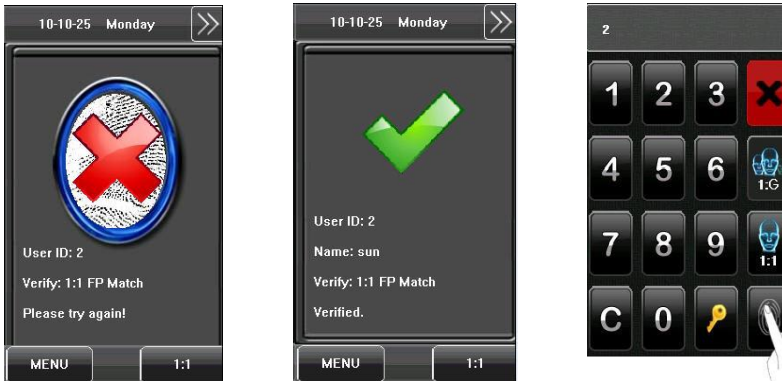 10-10-25 Monday
User ID: 2
Verify: 1:1 FP Match
Please try again!
MENU
1:1
10-10-25 Monday
User ID: 2
Name: sun
Verify: 1:1 FP Match
Verified.
MENU
1:1
2
1 2 3
4 5 6 1:G
7 8 9 1:1
C 0